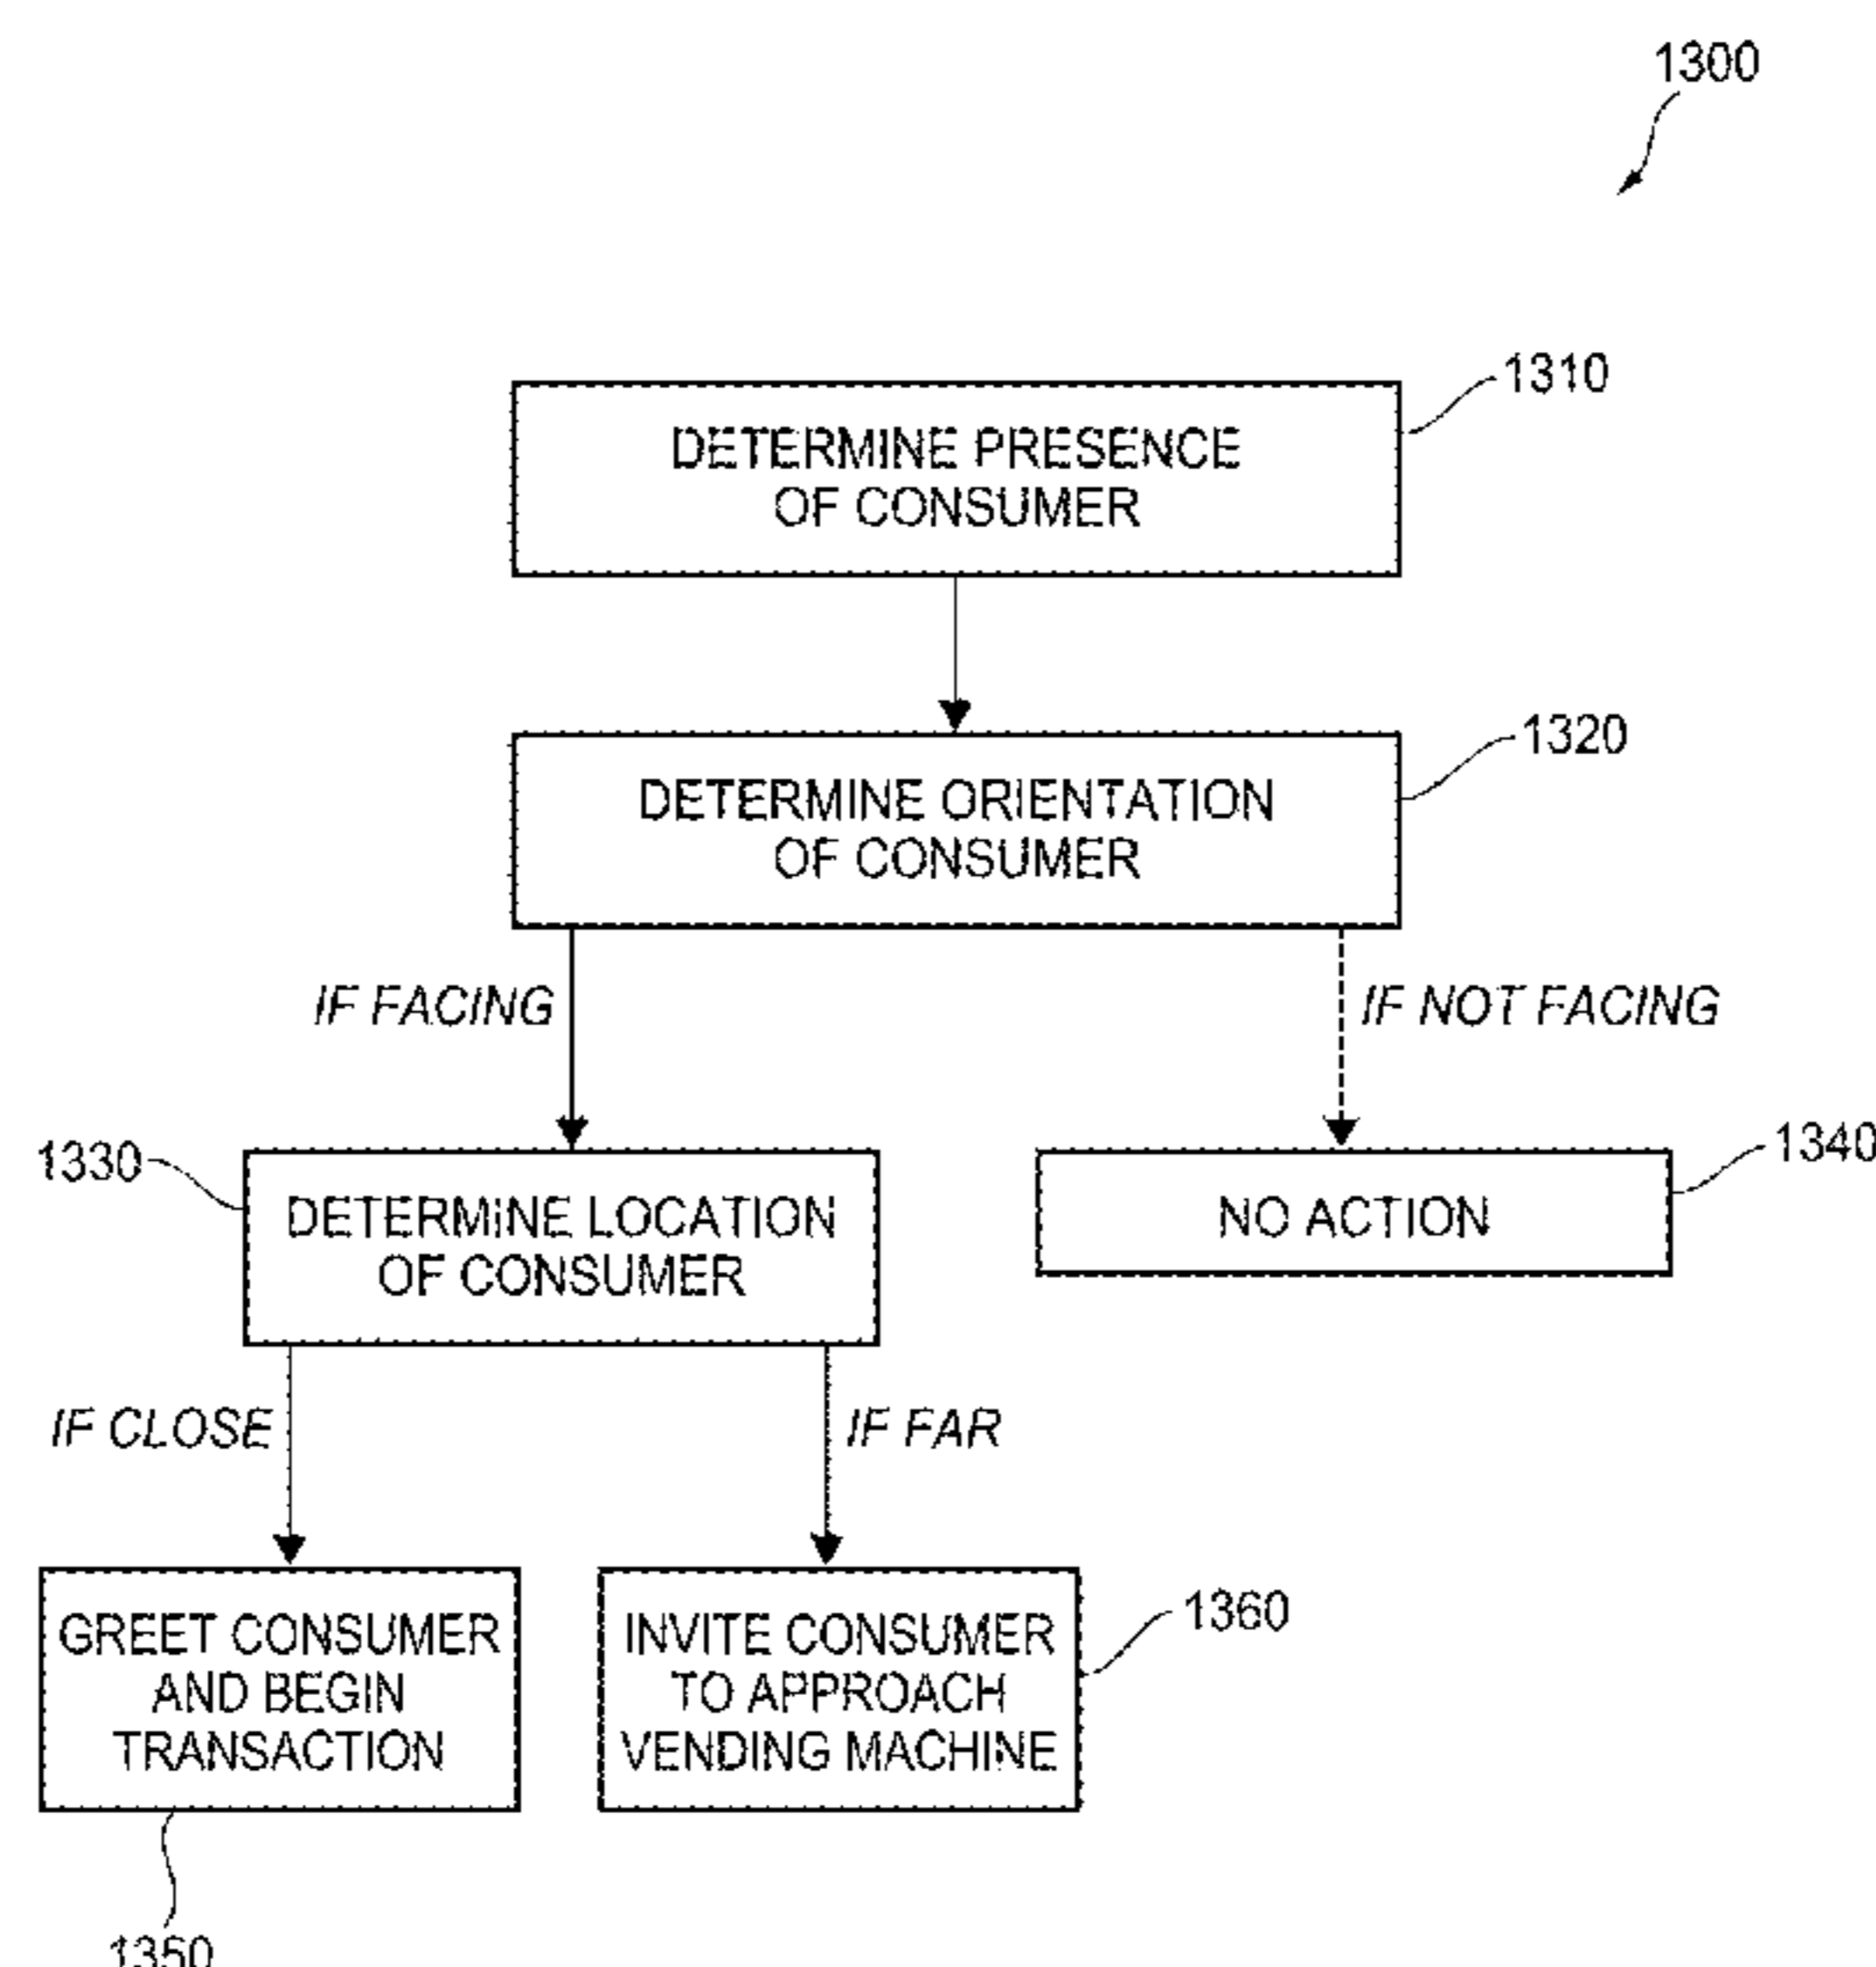 1300
1310
DETERMINE PRESENCE
OF CONSUMER
1320
DETERMINE ORIENTATION
OF CONSUMER
IF FACING
IF NOT FACING
1330
DETERMINE LOCATION
OF CONSUMER
1340
NO ACTION
IF CLOSE
IF FAR
GREET CONSUMER
AND BEGIN
TRANSACTION
INVITE CONSUMER
TO APPROACH
VENDING MACHINE
1360
1350